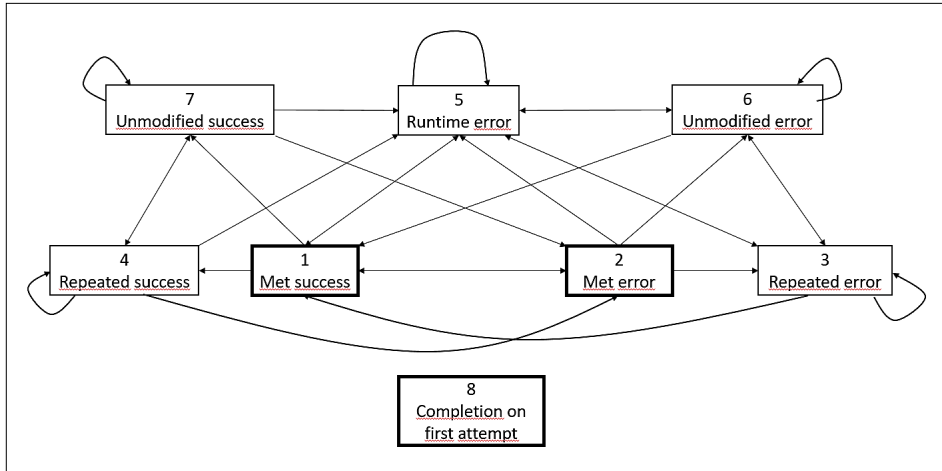 7
Unmodified success
5
Runtime error
6
Unmodified error
4
Repeated success
1
Met success
2
Met error
3
Repeated error
8
Completion on
first attempt